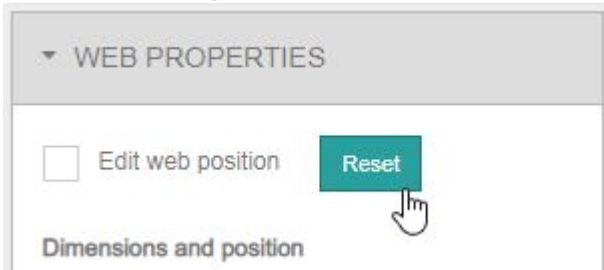 WEB PROPERTIES
Edit web position Reset
Dimensions and position